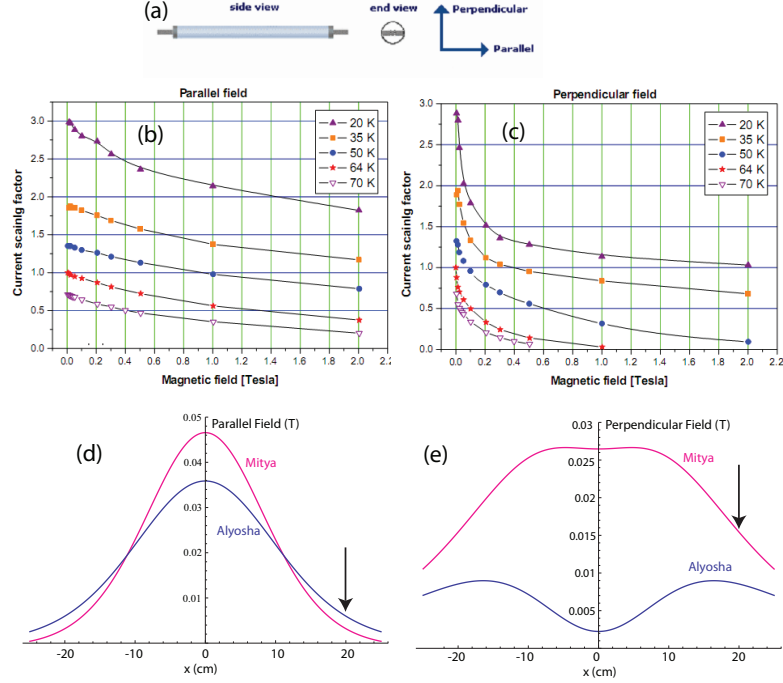 (a)
side view
end view
Perpendicular
Parallel
Parallel field
(b)
20 K
35 K
50 K
64 K
70 K
Current scainlg factor
3.0
2.5
2.0
1.5
1.0
0.5
0.0
0.0 0.2 0.4 0.6 0.8 1.0 1.2 1.4 1.6 1.8 2.0 2.2
Magnetic field [Tesla]
Perpendicular field
(c)
20 K
35 K
50 K
64 K
70 K
Current scainlg factor
3.0
2.5
2.0
1.5
1.0
0.5
0.0
0.0 0.2 0.4 0.6 0.8 1.0 1.2 1.4 1.6 1.8 2.0 2.2
Magnetic field [Tesla]
(d)
Parallel Field (T)
0.05
0.04
0.03
0.02
0.01
Mitya
Alyosha
-20 -10 0 10 20
x (cm)
(e)
Perpendicular Field (T)
0.03
0.025
0.02
0.015
0.01
0.005
Mitya
Alyosha
-20 -10 0 10 20
x (cm)